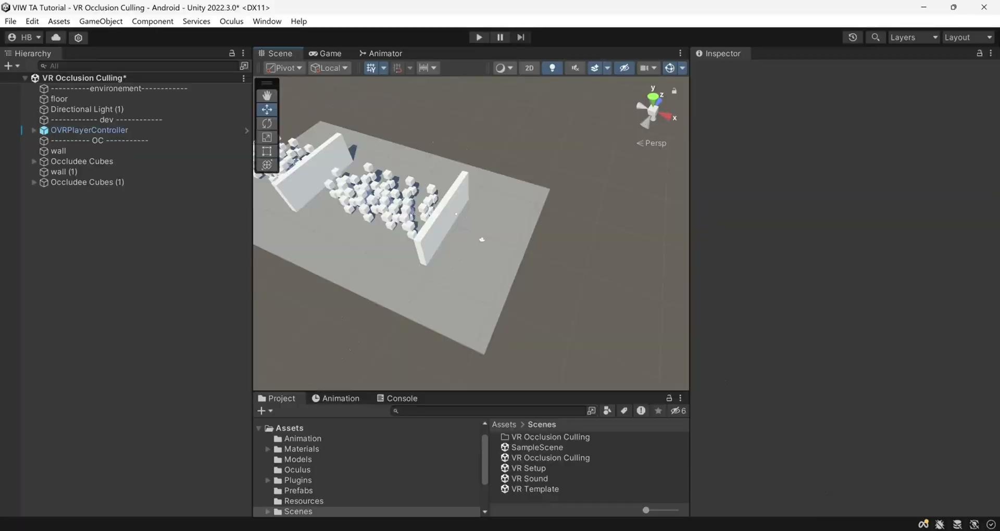 VIW TA Tutorial - VR Occlusion Culling - Android - Unity 2022.3.0* <DX11>
File Edit Assets GameObject Component Services Oculus Window Help
HB Layers Layout
Hierarchy
All
VR Occlusion Culling*
----------environement------------
floor
Directional Light (1)
------------ dev ------------
OVRPlayerController
---------- OC -----------
wall
Occludee Cubes
wall (1)
Occludee Cubes (1)
Scene Game Animator
Pivot Local 2D
y
z
x
Persp
Inspector
Project Animation Console
6
Assets
Animation
Materials
Models
Oculus
Plugins
Prefabs
Resources
Scenes
Assets > Scenes
VR Occlusion Culling
SampleScene
VR Occlusion Culling
VR Setup
VR Sound
VR Template